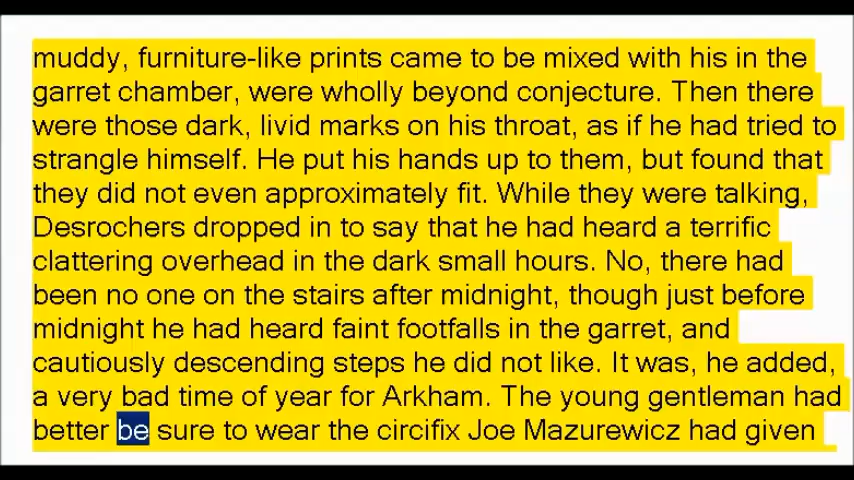 muddy, furniture-like prints came to be mixed with his in the
garret chamber, were wholly beyond conjecture. Then there
were those dark, livid marks on his throat, as if he had tried to
strangle himself. He put his hands up to them, but found that
they did not even approximately fit. While they were talking,
Desrochers dropped in to say that he had heard a terrific
clattering overhead in the dark small hours. No, there had
been no one on the stairs after midnight, though just before
midnight he had heard faint footfalls in the garret, and
cautiously descending steps he did not like. It was, he added,
a very bad time of year for Arkham. The young gentleman had
better be sure to wear the circifix Joe Mazurewicz had given